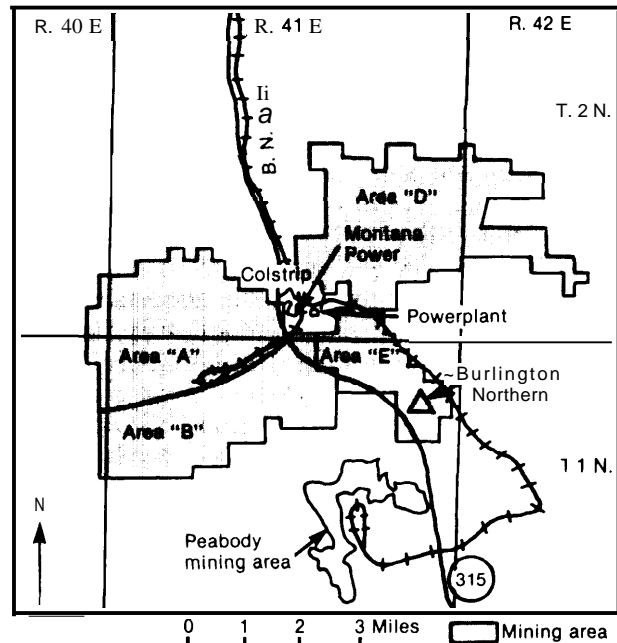 R. 40 E
R. 41 E
R. 42 E
Ii
a
B. N.
T. 2 N.
Area "D"
Montana
Power
Colstrip
Powerplant
Area "A"
Area "E"
~Burlington
Northern
Area "B"
1 1 N.
N
Peabody
mining area
315
0 1 2 3 Miles
Mining area